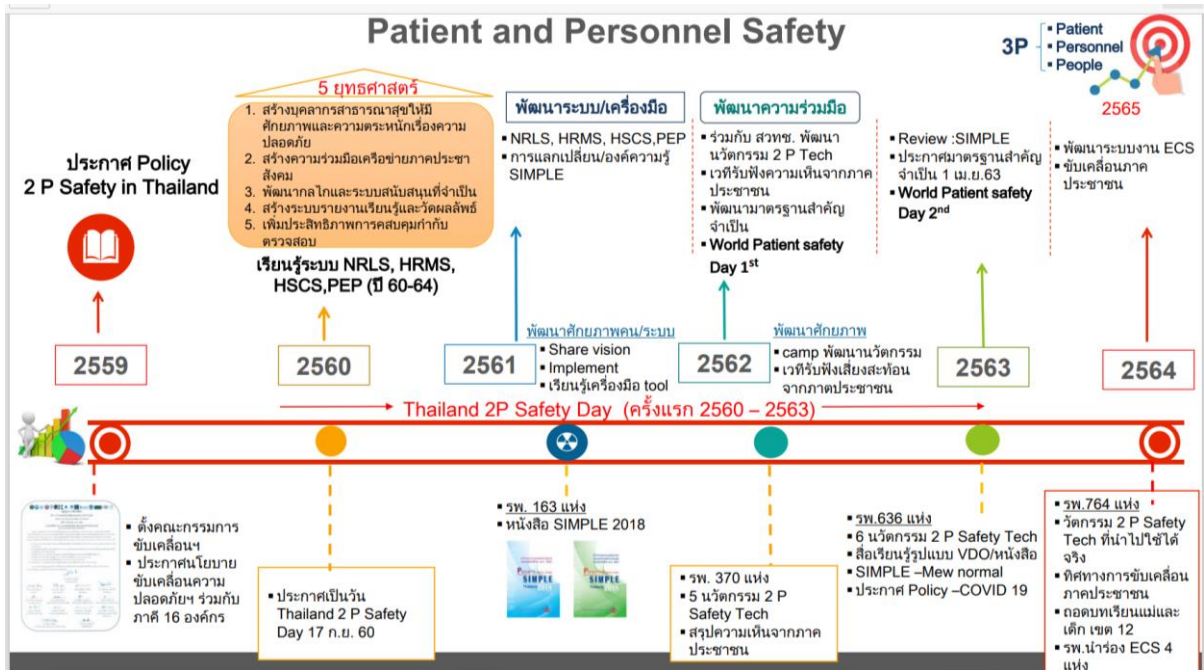 Patient and Personnel Safety
3P
▪ Patient
▪ Personnel
▪ People
2565
ประกาศ Policy
2 P Safety in Thailand
2559
5 ยุทธศาสตร์
1. สร้างบุคลากรสาธารณสุขให้มี
ศักยภาพและความตระหนักเรื่องความ
ปลอดภัย
2. สร้างความร่วมมือเครือข่ายภาคประชา
สังคม
3. พัฒนากลไกและระบบสนับสนุนที่จำเป็น
4. สร้างระบบรายงานเรียนรู้และวัดผลลัพธ์
5. เพิ่มประสิทธิภาพการคสบคุมกำกับ
ตรวจสอบ
เรียนรู้ระบบ NRLS, HRMS,
HSCS,PEP (ปี 60-64)
2560
พัฒนาระบบ/เครื่องมือ
▪ NRLS, HRMS, HSCS,PEP
▪ การแลกเปลี่ยน/องค์ความรู้
SIMPLE
2561
พัฒนาศักยภาพคน/ระบบ
▪ Share vision
▪ Implement
▪ เรียนรู้เครื่องมือ tool
พัฒนาความร่วมมือ
▪ ร่วมกับ สวทช. พัฒนา
นวัตกรรม 2 P Tech
▪ เวทีรับฟังความเห็นจากภาค
ประชาชน
▪ พัฒนามาตรฐานสำคัญ
จำเป็น
▪ World Patient safety
Day 1st
2562
พัฒนาศักยภาพ
▪ camp พัฒนานวัตกรรม
▪ เวทีรับฟังเสี่ยงสะท้อน
จากภาตประชาชน
▪ Review :SIMPLE
▪ ประกาศมาตรฐานสำคัญ
จำเป็น 1 เม.ย.63
▪ World Patient safety
Day 2nd
2563
▪ พัฒนาระบบงาน ECS
▪ ขับเคลื่อนภาค
ประชาชน
2564
Thailand 2P Safety Day (ครั้งแรก 2560 – 2563)
▪ ตั้งคณะกรรมการ
ขับเคลื่อนฯ
▪ ประกาศนโยบาย
ขับเคลื่อนความ
ปลอดภัยฯ ร่วมกับ
ภาคี 16 องค์กร
▪ ประกาศเป็นวัน
Thailand 2 P Safety
Day 17 ก.ย. 60
▪ รพ. 163 แห่ง
▪ หนังสือ SIMPLE 2018
SIMPLE
SIMPLE
▪ รพ. 370 แห่ง
▪ 5 นวัตกรรม 2 P
Safety Tech
▪ สรุปความเห็นจากภาค
ประชาชน
▪ รพ.636 แห่ง
▪ 6 นวัตกรรม 2 P Safety Tech
▪ สื่อเรียนรู้รูปแบบ VDO/หนังสือ
▪ SIMPLE –Mew normal
▪ ประกาศ Policy –COVID 19
▪ รพ.764 แห่ง
▪ วัตกรรม 2 P Safety
Tech ที่นำไปใช้ได้
จริง
▪ ทิศทางการขับเคลื่อน
ภาคประชาชน
▪ ถอดบทเรียนแม่และ
เด็ก เขต 12
▪ รพ.นำร่อง ECS 4
แห่ง